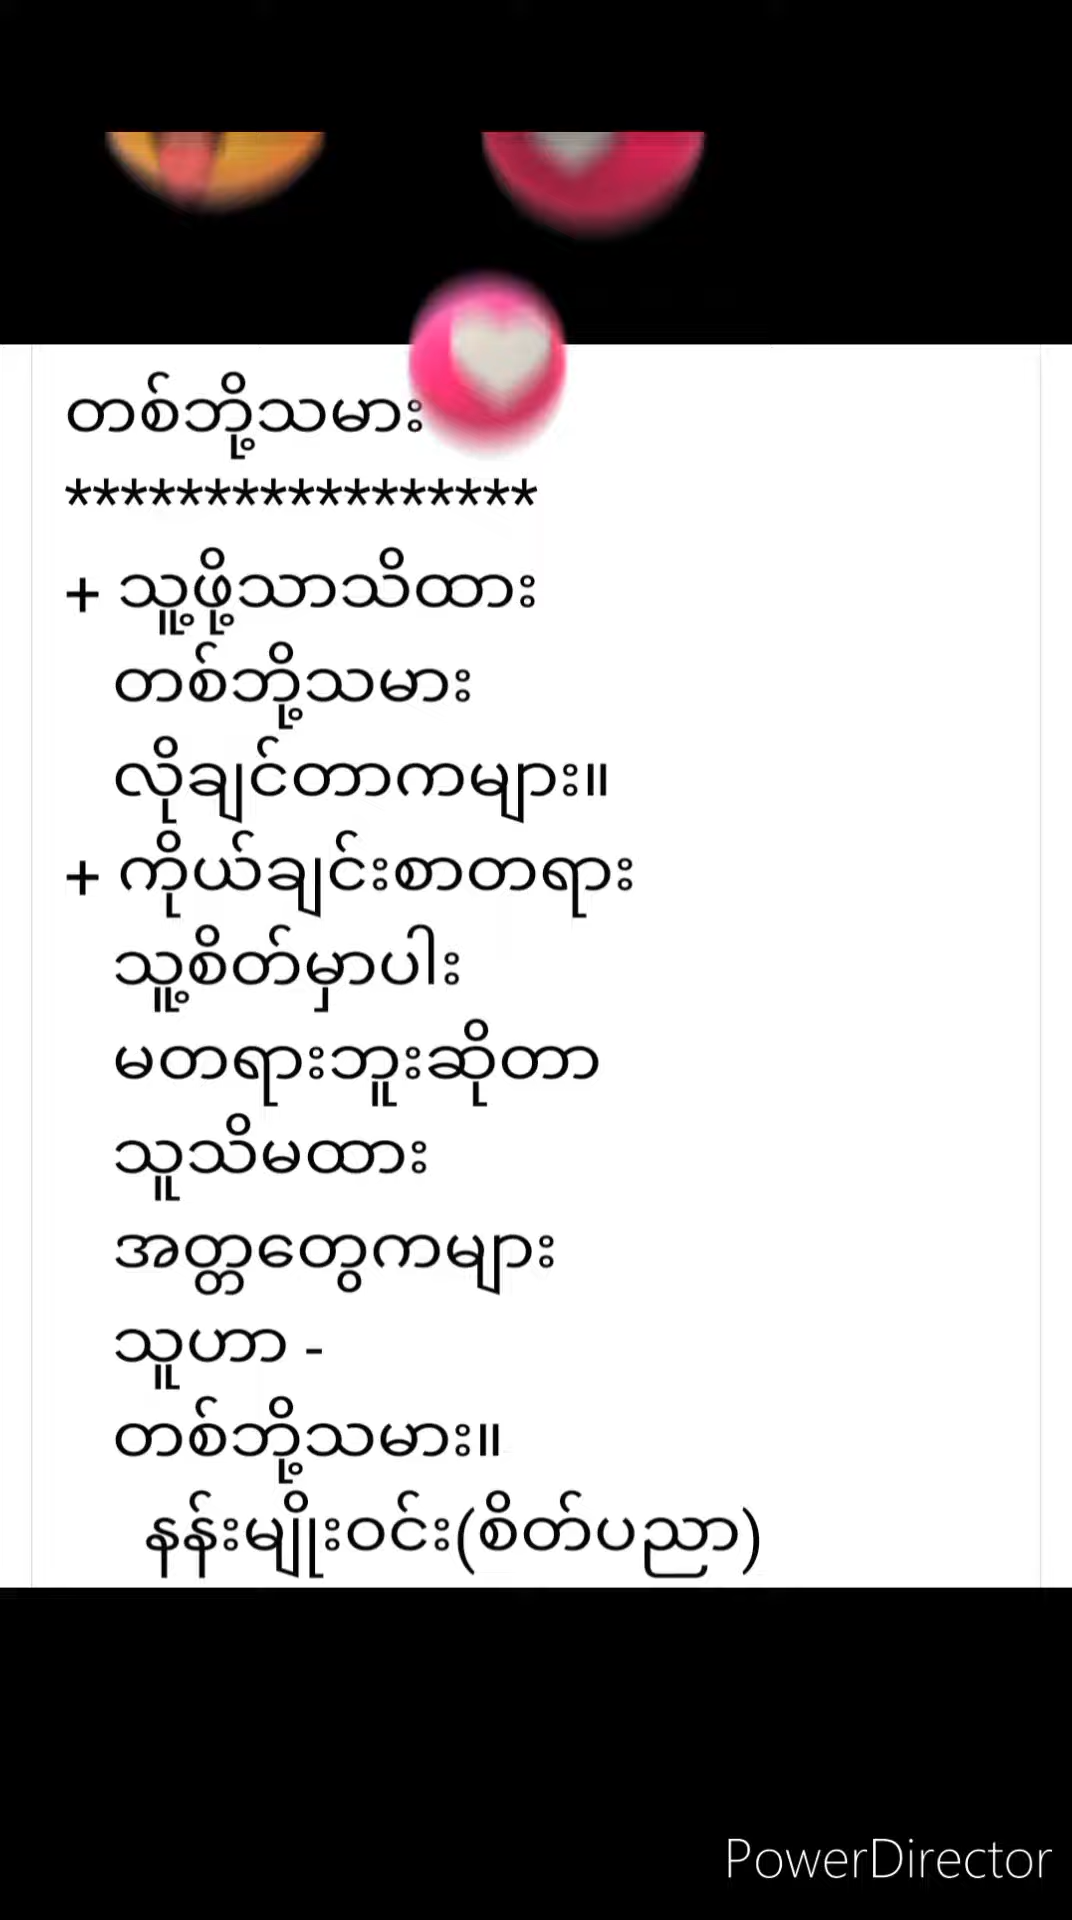 တစ်ဘို့သမား
*****************
+ သူ့ဖို့သာသိထား
တစ်ဘို့သမား
လိုချင်တာကများ။
+ ကိုယ်ချင်းစာတရား
သူ့စိတ်မှာပါး
မတရားဘူးဆိုတာ
သူသိမထား
အတ္တတွေကများ
သူဟာ -
တစ်ဘို့သမား။
နန်းမျိုးဝင်း(စိတ်ပညာ)
PowerDirector